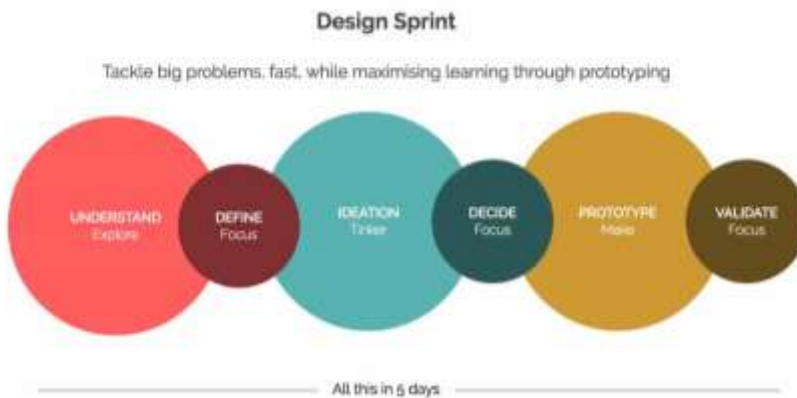 Design Sprint
Tackle big problems, fast, while maximising learning through prototyping
UNDERSTAND
Explore
DEFINE
Focus
IDEATION
Tinker
DECIDE
Focus
PROTOTYPE
Make
VALIDATE
Focus
All this in 5 days